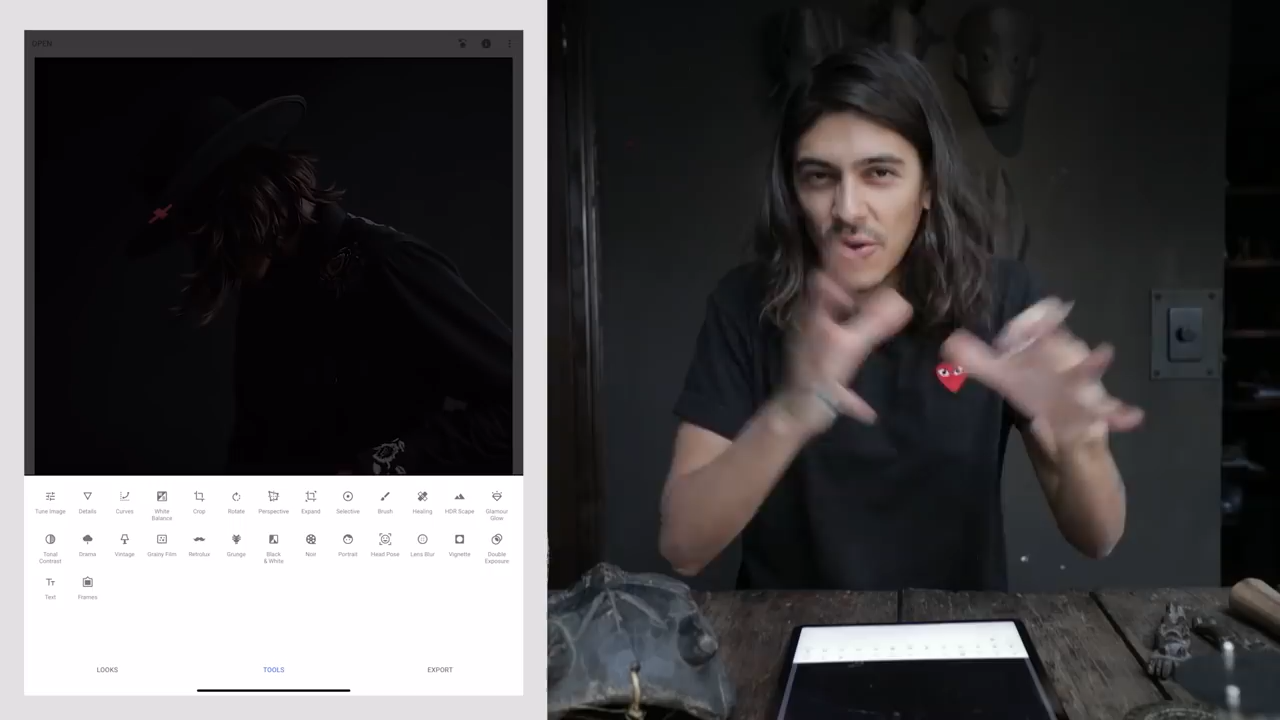 OPEN
Tune Image Details Curves White Balance Crop Rotate Perspective Expand Selective Brush Healing HDR Scape Glamour Glow
Tonal Contrast Drama Vintage Grainy Film Retrolux Grunge Black & White Noir Portrait Head Pose Lens Blur Vignette Double Exposure
Text Frames
LOOKS TOOLS EXPORT